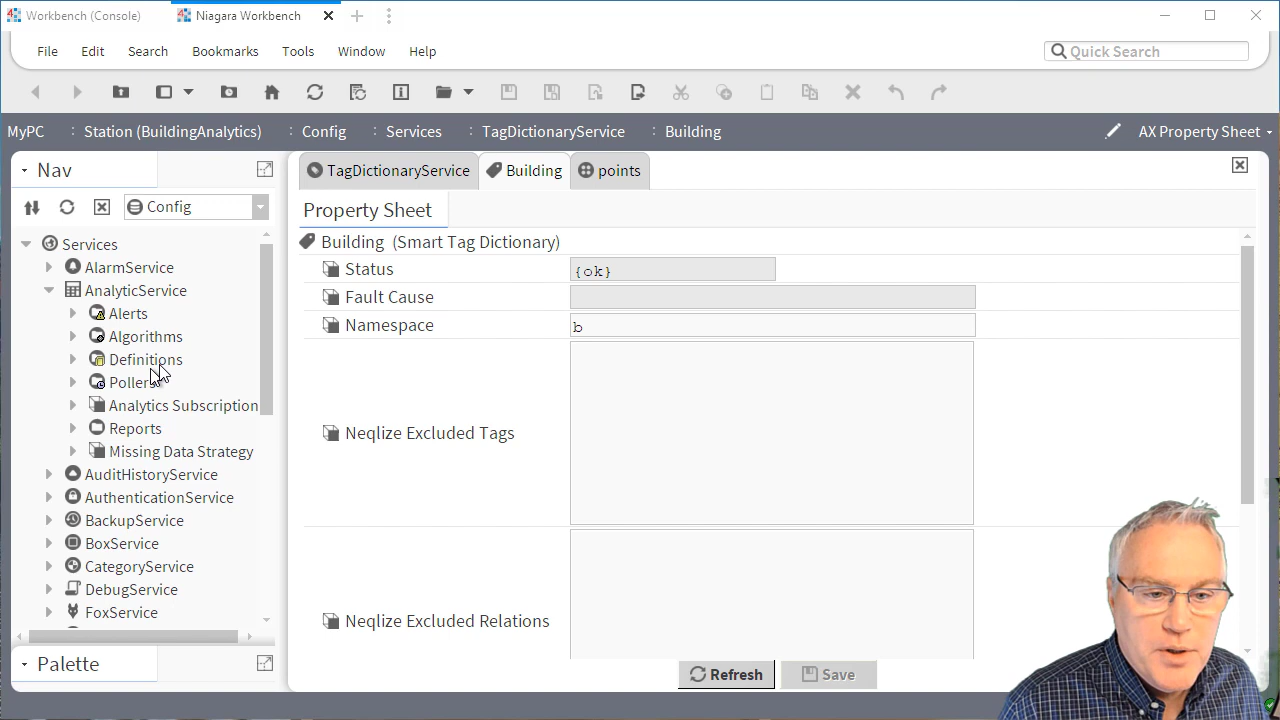 Workbench (Console)
Niagara Workbench
File Edit Search Bookmarks Tools Window Help
Quick Search
MyPC : Station (BuildingAnalytics) : Config : Services : TagDictionaryService : Building
AX Property Sheet
Nav
Config
Services
AlarmService
AnalyticService
Alerts
Algorithms
Definitions
Pollers
Analytics Subscription
Reports
Missing Data Strategy
AuditHistoryService
AuthenticationService
BackupService
BoxService
CategoryService
DebugService
FoxService
Palette
TagDictionaryService
Building
points
Property Sheet
Building (Smart Tag Dictionary)
Status {ok}
Fault Cause
Namespace b
Neqlize Excluded Tags
Neqlize Excluded Relations
Refresh
Save